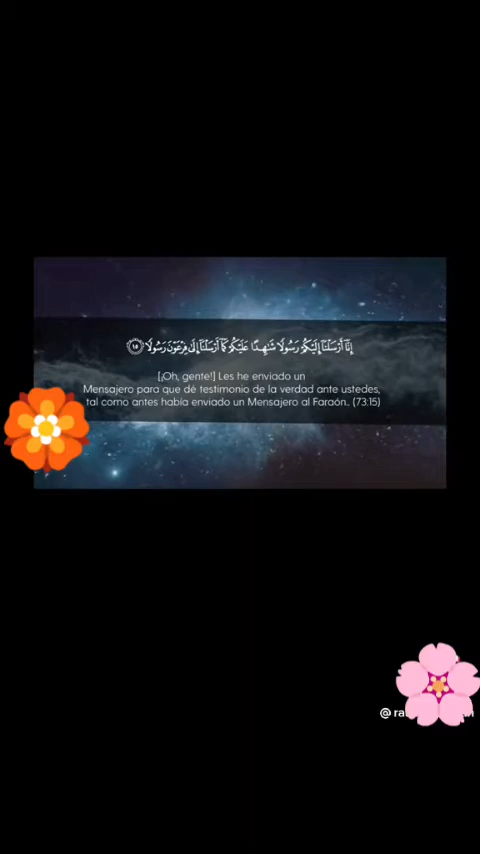 إِنَّآ أَرْسَلْنَآ إِلَيْكُمْ رَسُولًا شَـٰهِدًا عَلَيْكُمْ كَمَآ أَرْسَلْنَآ إِلَىٰ فِرْعَوْنَ رَسُولًا ١٥
[¡Oh, gente!] Les he enviado un
Mensajero para que dé testimonio de la verdad ante ustedes,
tal como antes había enviado un Mensajero al Faraón. (73:15)